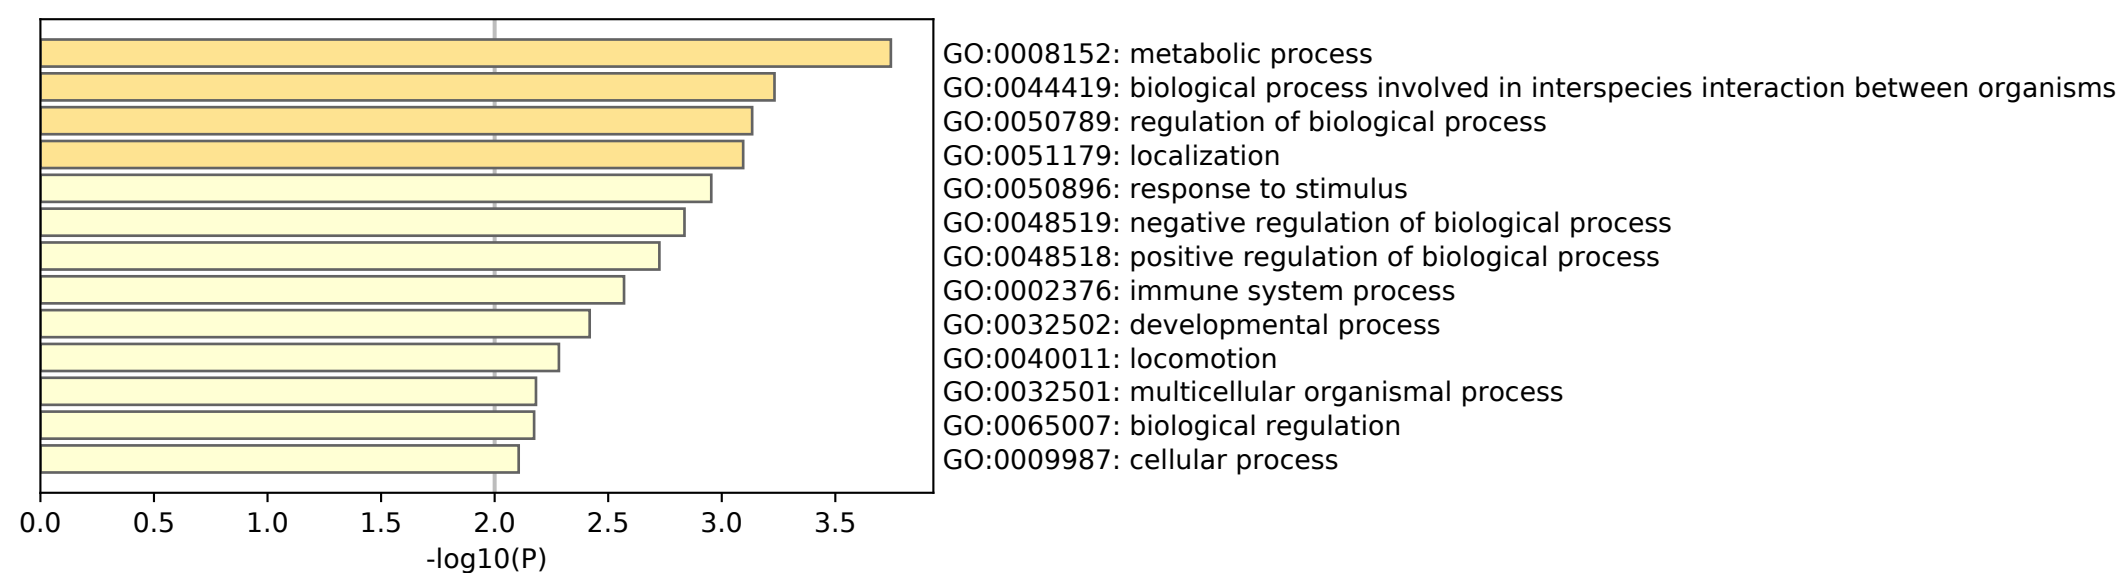 GO:0008152: metabolic process
GO:0044419: biological process involved in interspecies interaction between organisms
GO:0050789: regulation of biological process
GO:0051179: localization
GO:0050896: response to stimulus
GO:0048519: negative regulation of biological process
GO:0048518: positive regulation of biological process
GO:0002376: immune system process
GO:0032502: developmental process
GO:0040011: locomotion
GO:0032501: multicellular organismal process
GO:0065007: biological regulation
GO:0009987: cellular process
0.0 0.5 1.0 1.5 2.0 2.5 3.0 3.5
-log10(P)